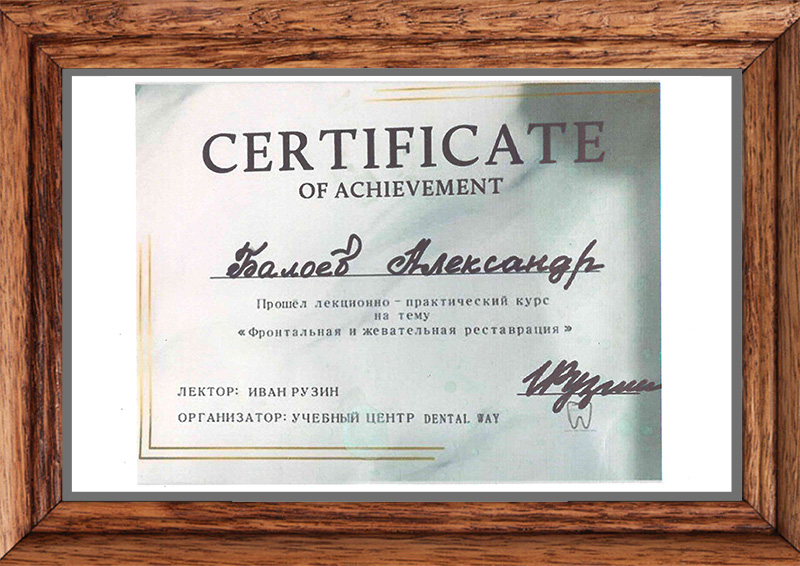 CERTIFICATE
OF ACHIEVEMENT
Балоев Александр
Прошёл лекционно - практический курс
на тему
«Фронтальная и жевательная реставрация»
ЛЕКТОР: ИВАН РУЗИН
ОРГАНИЗАТОР: УЧЕБНЫЙ ЦЕНТР DENTAL WAY